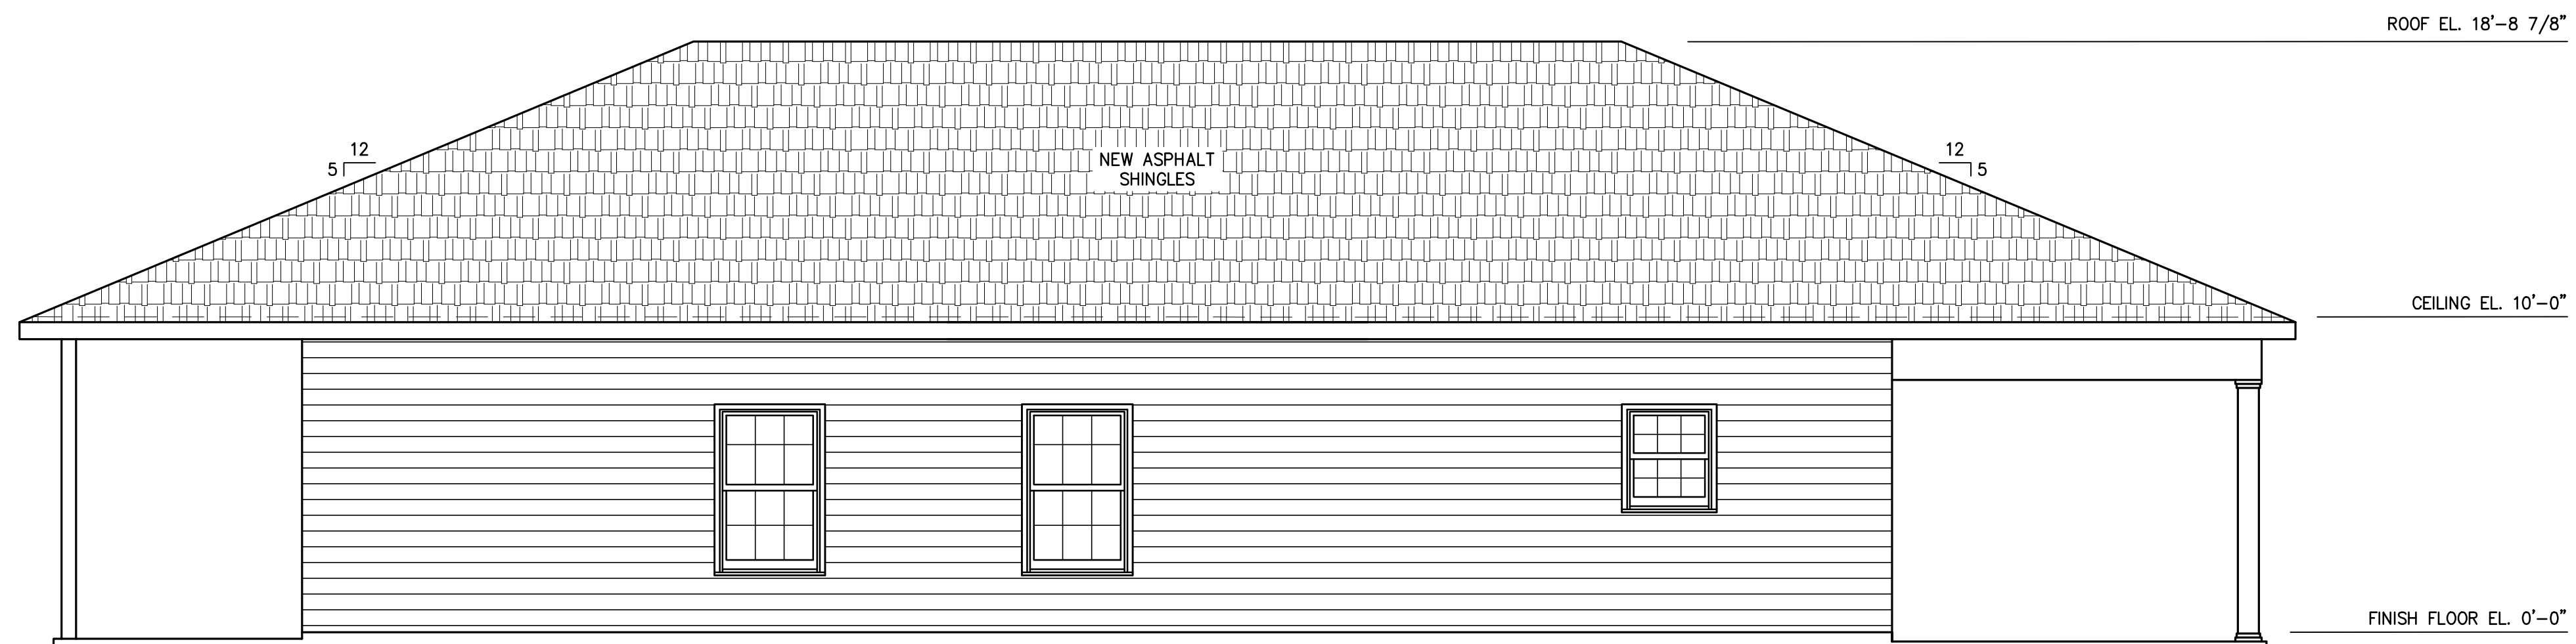 ROOF EL. 18'-8 7/8"
12
5
NEW ASPHALT
SHINGLES
12
5
CEILING EL. 10'-0"
FINISH FLOOR EL. 0'-0"